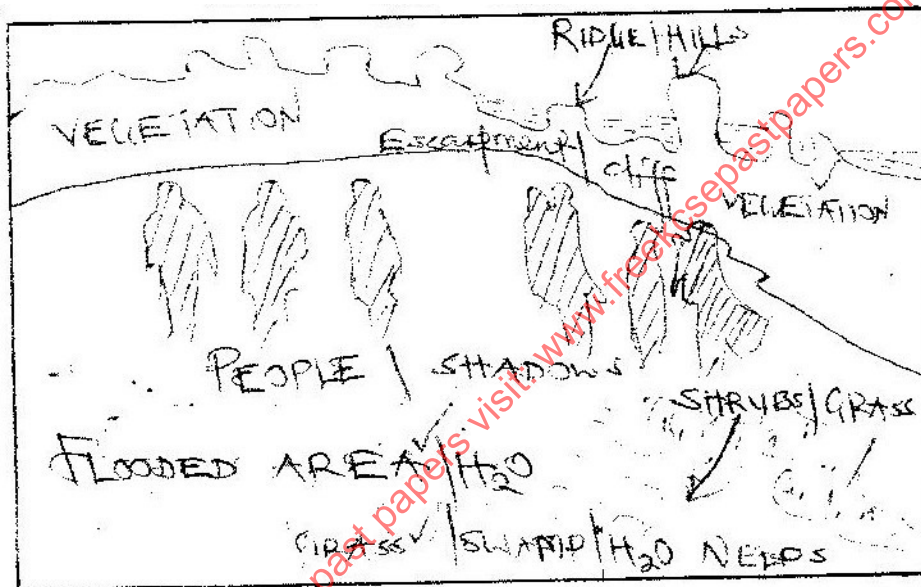 RIDGE/HILLS
VEGETATION
Escarpment/
cliff
VEGETATION
PEOPLE / SHADOWS
SHRUBS/GRASS
FLOODED AREA/H2O
GRASS /SWAMP/H2O
past papers visit: www.freekcsepastpapers.com